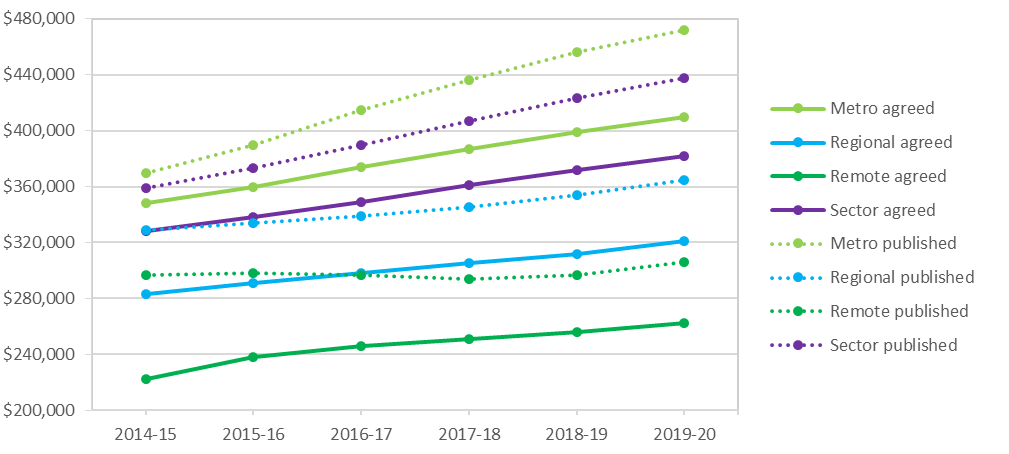 $480,000
$440,000
$400,000
$360,000
$320,000
$280,000
$240,000
$200,000
2014-15 2015-16 2016-17 2017-18 2018-19 2019-20
Metro agreed
Regional agreed
Remote agreed
Sector agreed
Metro published
Regional published
Remote published
Sector published